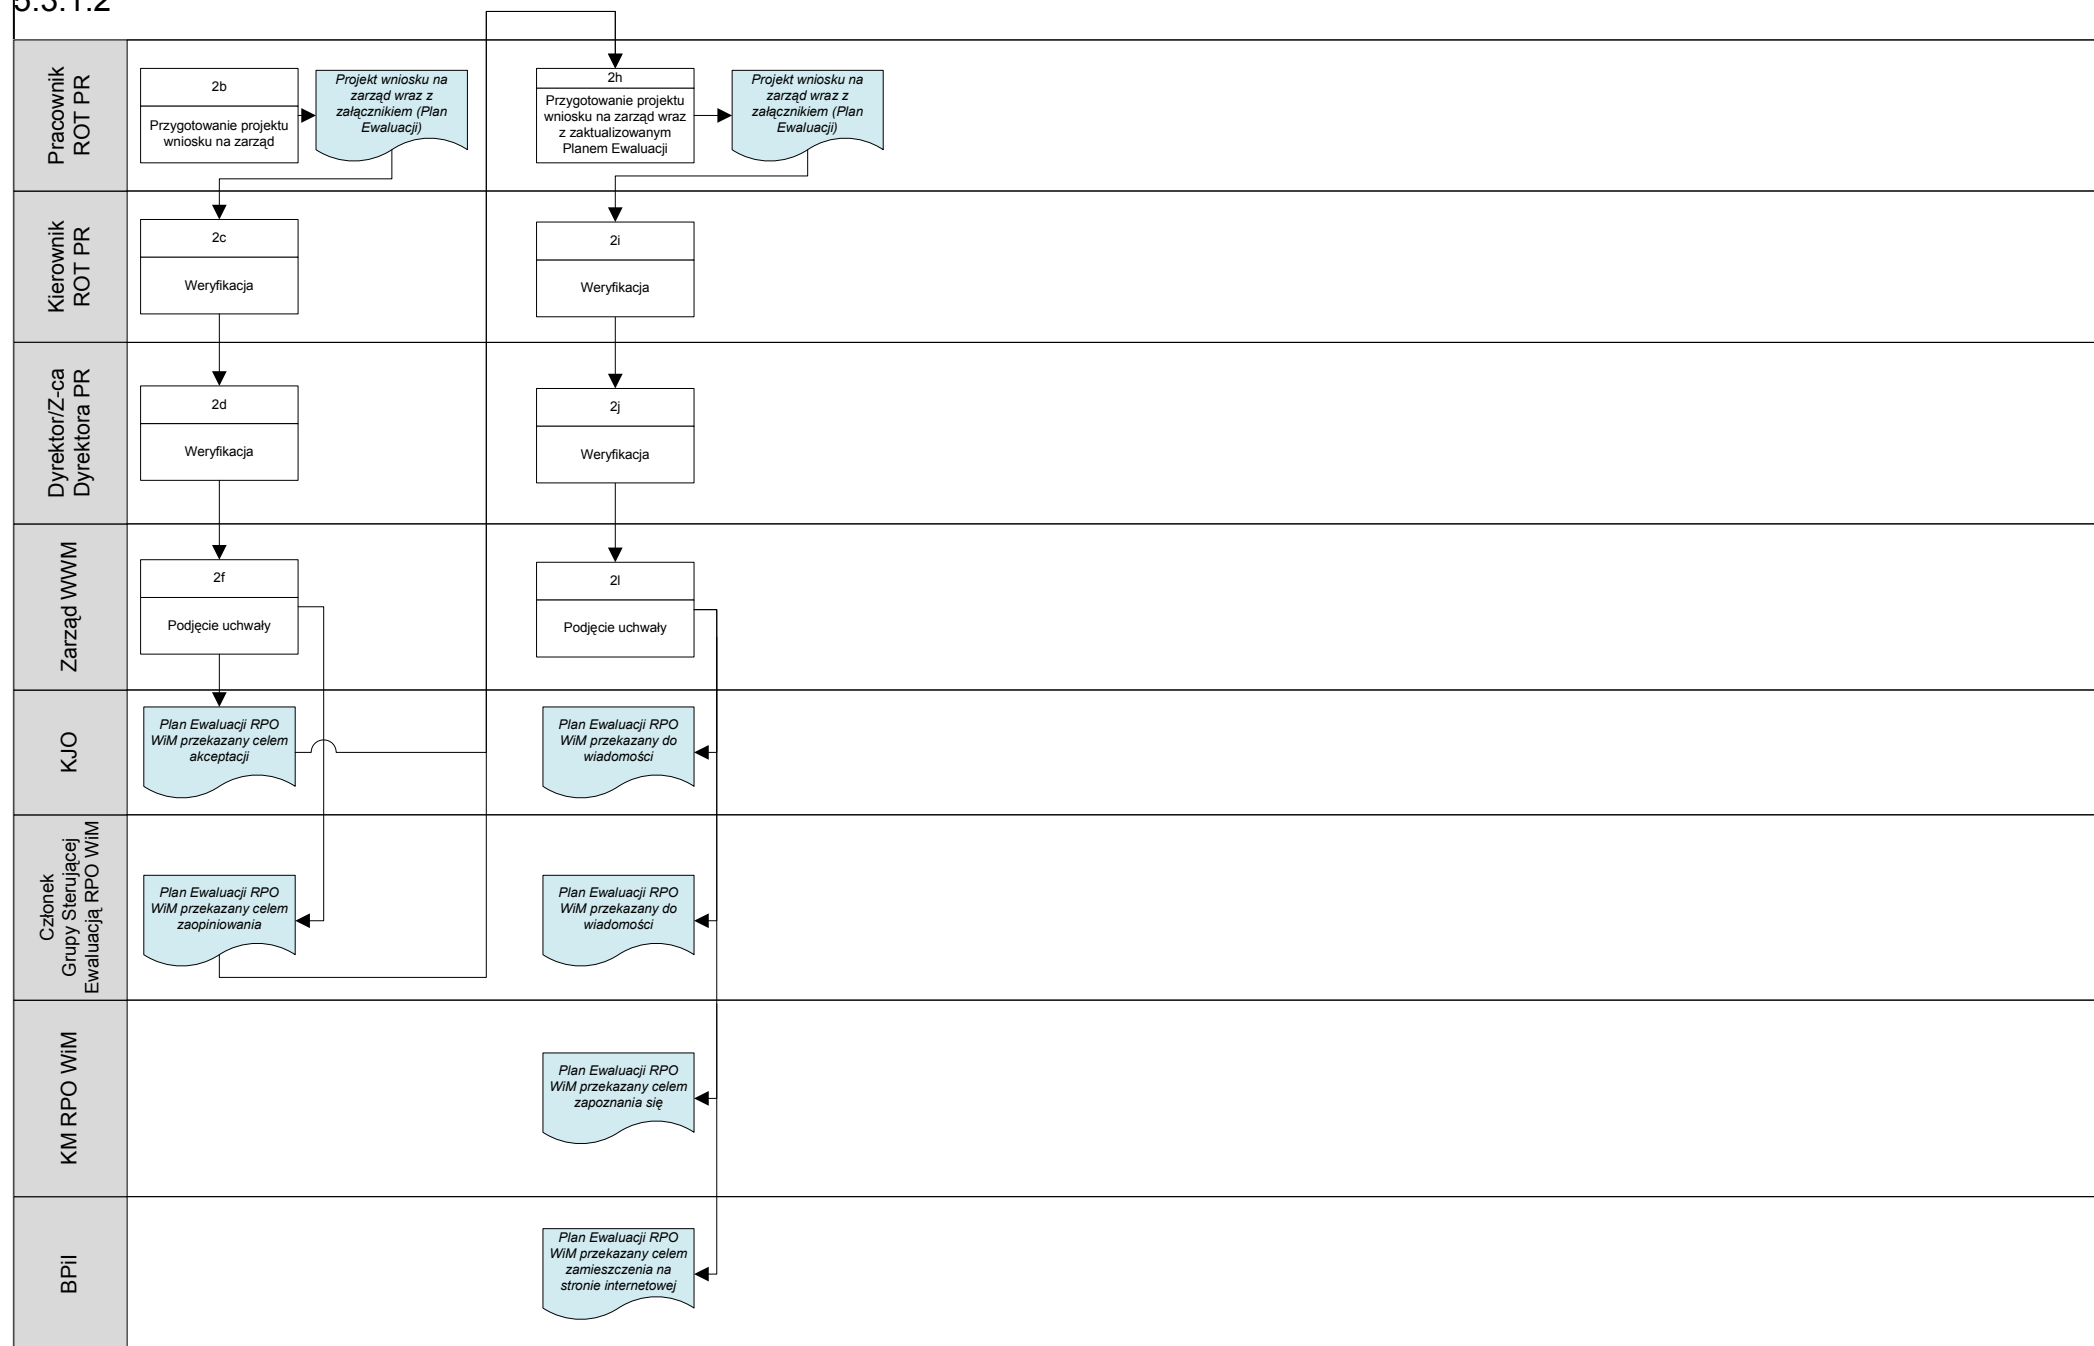 5.3.1.2
Pracownik
ROT PR
2b
Przygotowanie projektu
wniosku na zarząd
Projekt wniosku na
zarząd wraz z
załącznikiem (Plan
Ewaluacji)
2h
Przygotowanie projektu
wniosku na zarząd wraz
z zaktualizowanym
Planem Ewaluacji
Projekt wniosku na
zarząd wraz z
załącznikiem (Plan
Ewaluacji)
Kierownik
ROT PR
2c
Weryfikacja
2i
Weryfikacja
Dyrektor/Z-ca
Dyrektora PR
2d
Weryfikacja
2j
Weryfikacja
Zarząd WWM
2f
Podjęcie uchwały
2l
Podjęcie uchwały
KJO
Plan Ewaluacji RPO
WiM przekazany celem
akceptacji
Plan Ewaluacji RPO
WiM przekazany do
wiadomości
Członek
Grupy Sterującej
Ewaluacją RPO WiM
Plan Ewaluacji RPO
WiM przekazany celem
zaopiniowania
Plan Ewaluacji RPO
WiM przekazany do
wiadomości
KM RPO WiM
Plan Ewaluacji RPO
WiM przekazany celem
zapoznania się
BPiI
Plan Ewaluacji RPO
WiM przekazany celem
zamieszczenia na
stronie internetowej